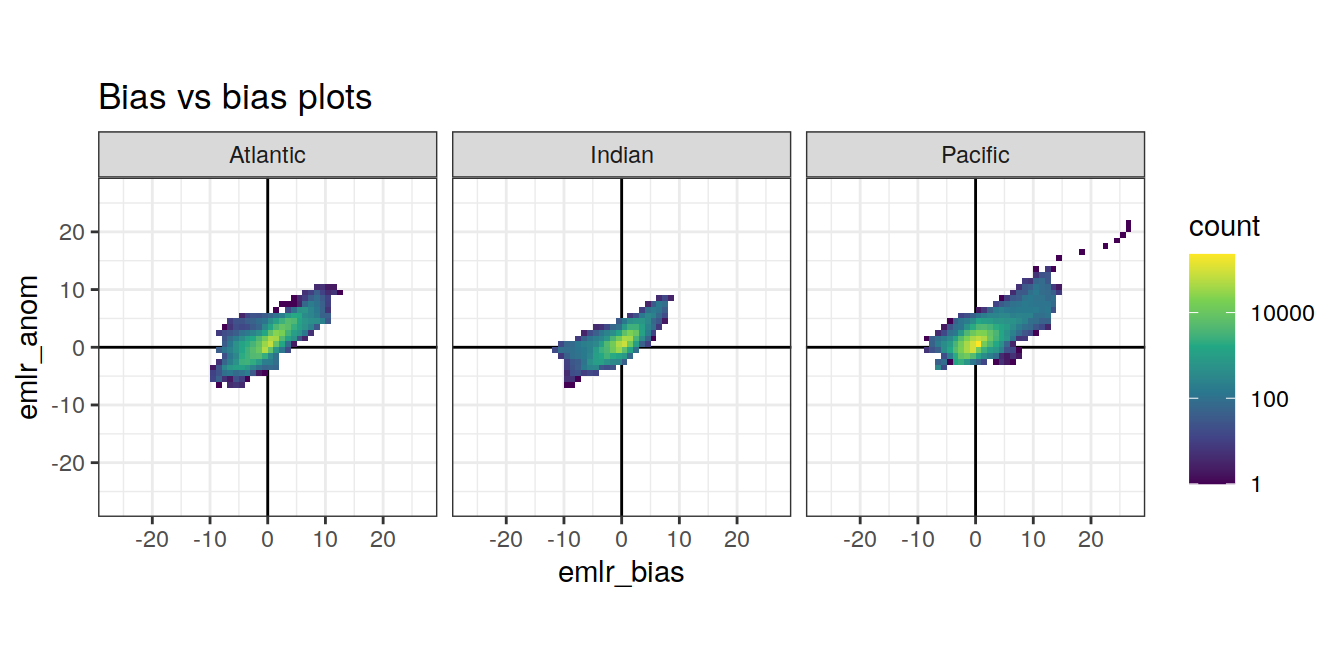 Bias vs bias plots
Atlantic Indian Pacific
count
20
10
0
-10
-20
10000
100
1
-20 -10 0 10 20 -20 -10 0 10 20 -20 -10 0 10 20
emlr_bias
emlr_anom